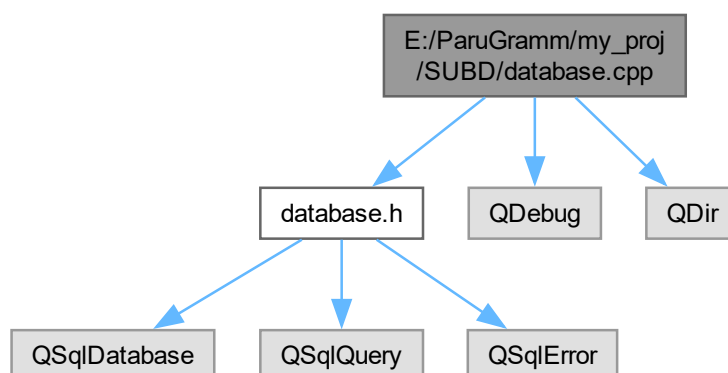 E:/ParuGramm/my_proj
/SUBD/database.cpp
database.h
QDebug
QDir
QSqlDatabase
QSqlQuery
QSqlError